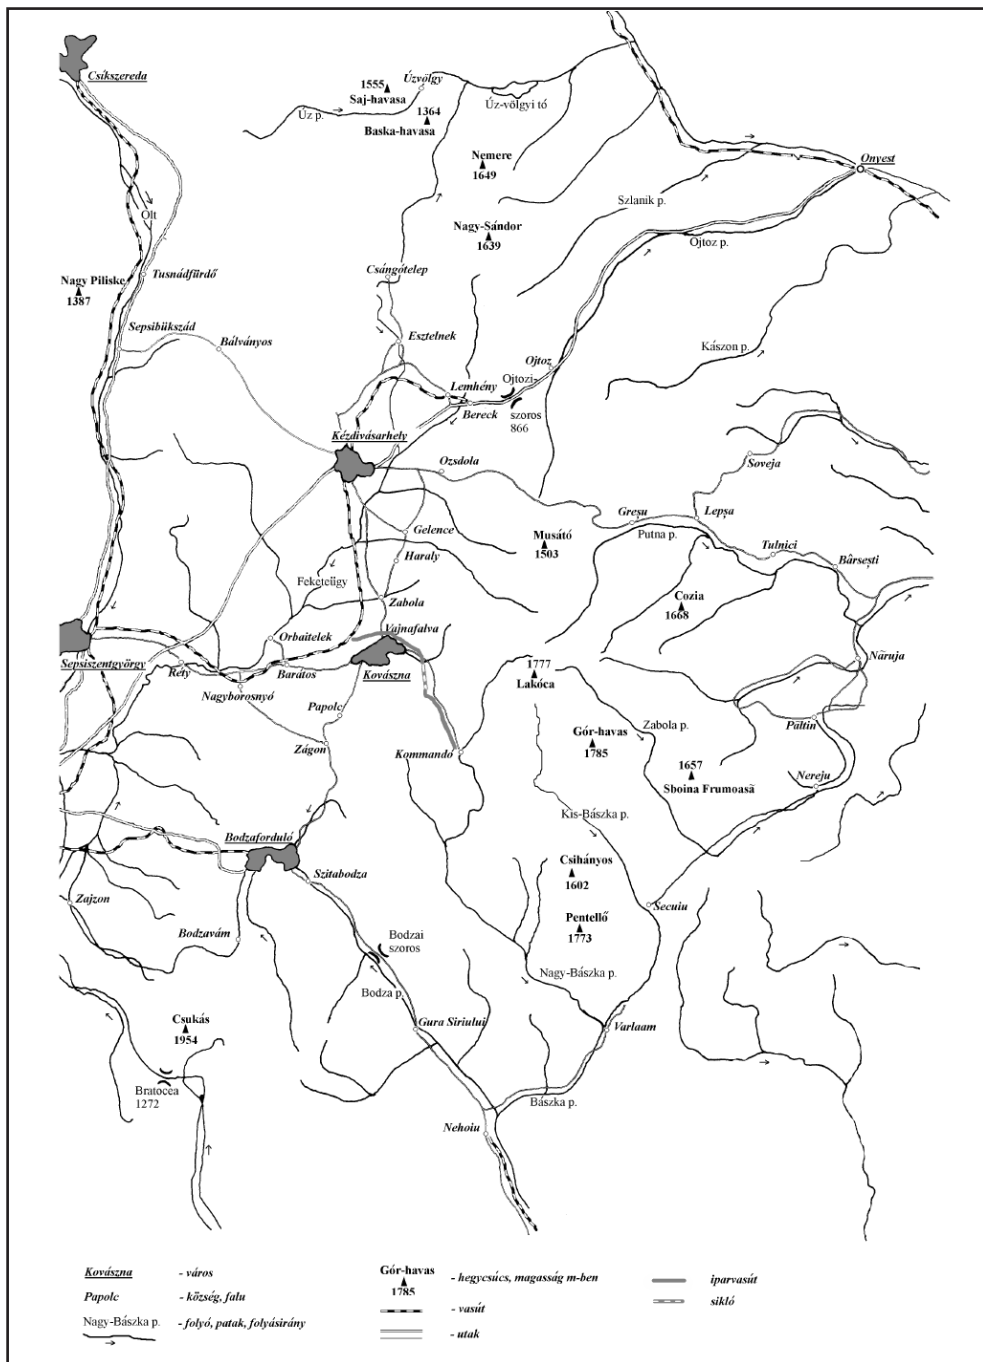 Csíkszereda
1555
Saj-havasa
Úzvölgy
Úz p.
1364
Baska-havasa
Úz-völgyi tó
Nemere
1649
Onyest
Szlanik p.
Nagy-Sándor
1639
Ojtoz p.
Olt
Tusnádfürdő
Nagy Piliske
1387
Csángótelep
Sepsibükszád
Bálványos
Esztelnek
Kászon p.
Ojtoz
Lemhény
Ojtozi-
szoros
866
Bereck
Kézdivásárhely
Ozsdola
Soveja
Greșu
Lepșa
Putna p.
Gelence
Musátó
1503
Haraly
Tulnici
Bârsești
Feketeügy
Zabola
Cozia
1668
Vajnafalva
Orbaitelek
Sepsiszentgyörgy
Réty
Barátos
Kovászna
Năruja
Nagyborosnyó
1777
Lakóca
Papolc
Zabola p.
Păltin
Zágon
Kommandó
Gór-havas
1785
1657
Sboina Frumoasă
Nereju
Kis-Bászka p.
Bodzaforduló
Szitabodza
Csihányos
1602
Zajzon
Secuiu
Bodzavám
Bodzai
szoros
Pentellő
1773
Nagy-Bászka p.
Bodza p.
Csukás
1954
Gura Siriului
Varlaam
Bratocea
1272
Bászka p.
Nehoiu
Kovászna - város
Papolc - község, falu
Nagy-Bászka p. - folyó, patak, folyásirány
Gór-havas
1785 - hegycsúcs, magasság m-ben
- vasút
- utak
iparvasút
sikló